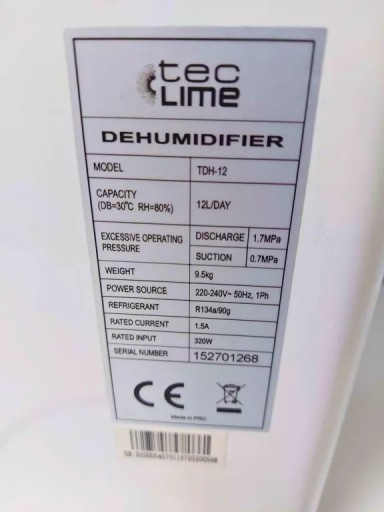 tec
LIME
DEHUMIDIFIER
MODEL TDH-12
CAPACITY
(DB=30°C RH=80%) 12L/DAY
EXCESSIVE OPERATING PRESSURE DISCHARGE 1.7MPa
SUCTION 0.7MPa
WEIGHT 9.5kg
POWER SOURCE 220-240V~ 50Hz, 1Ph
REFRIGERANT R134a/90g
RATED CURRENT 1.5A
RATED INPUT 320W
SERIAL NUMBER 152701268
CE
Made in PRC